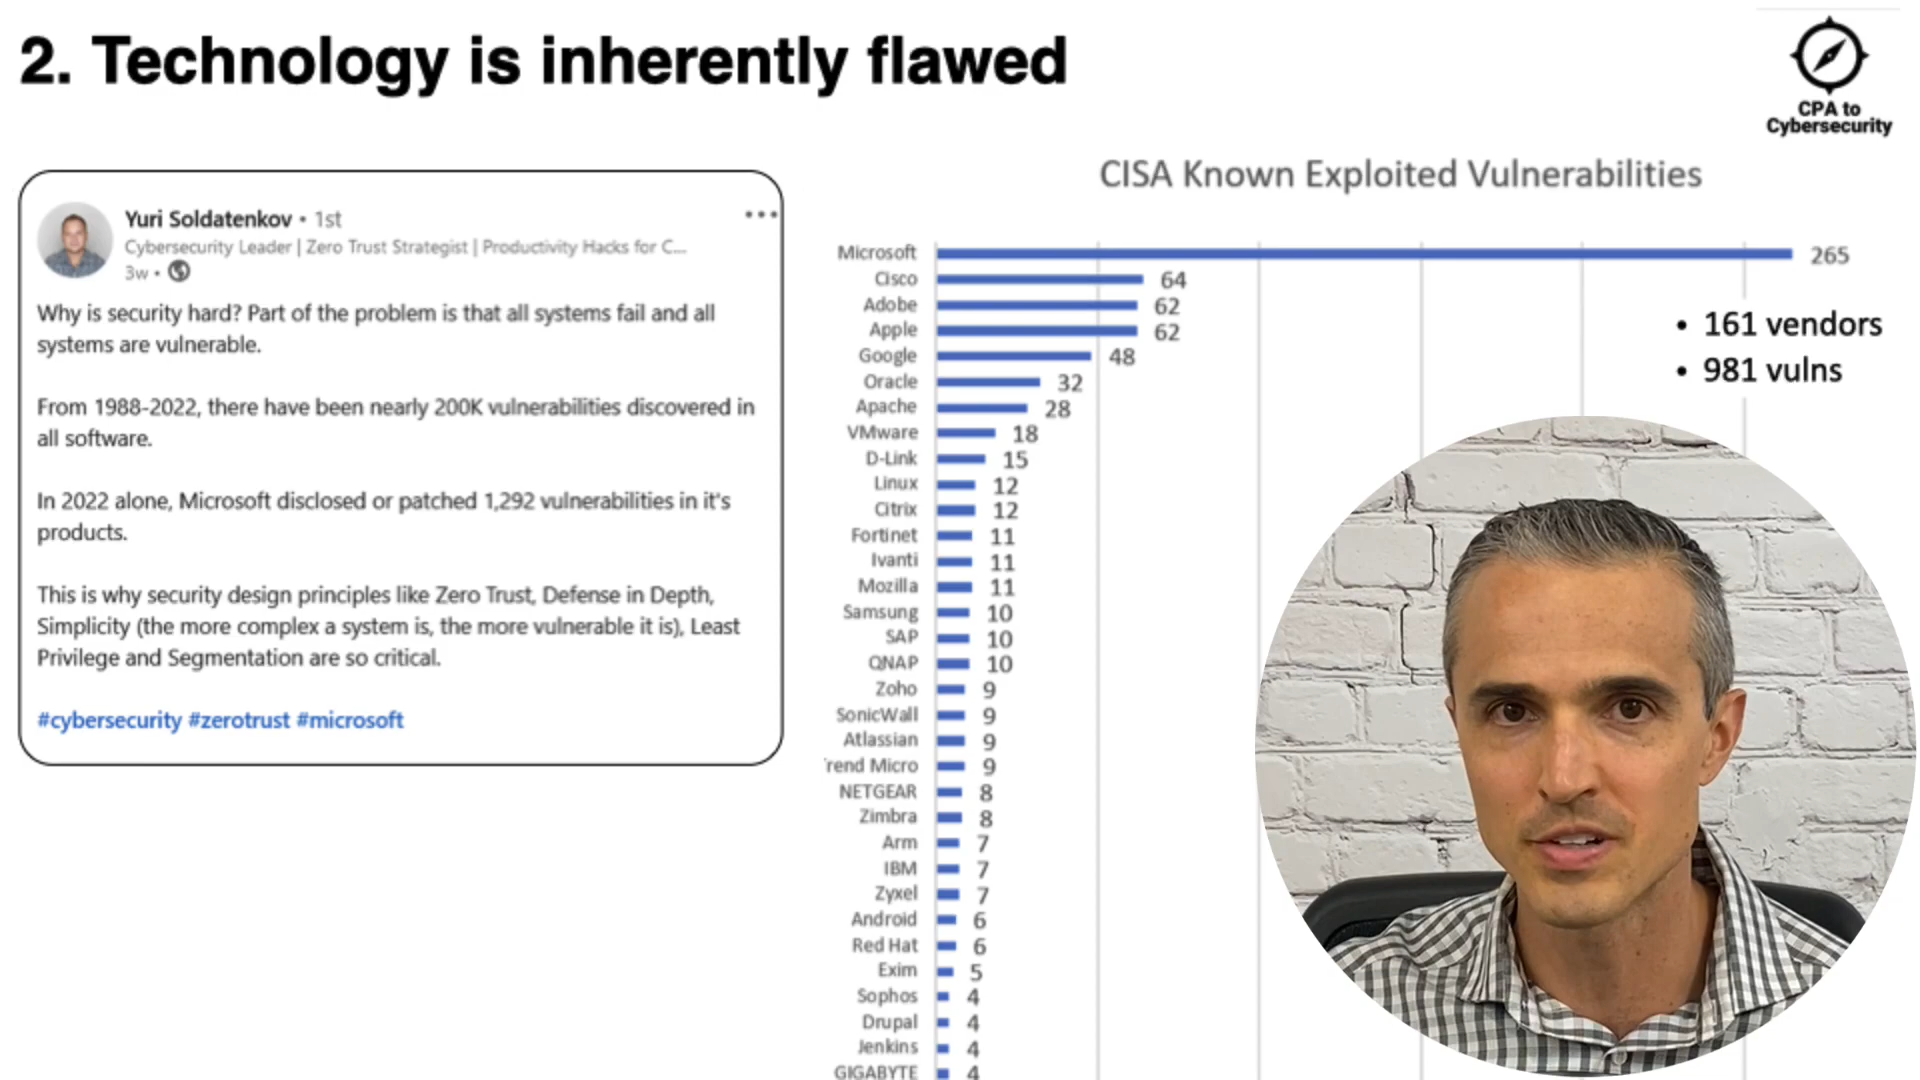 2. Technology is inherently flawed
CPA to
Cybersecurity
Yuri Soldatenkov • 1st
Cybersecurity Leader | Zero Trust Strategist | Productivity Hacks for C...
3w •
Why is security hard? Part of the problem is that all systems fail and all
systems are vulnerable.
From 1988-2022, there have been nearly 200K vulnerabilities discovered in
all software.
In 2022 alone, Microsoft disclosed or patched 1,292 vulnerabilities in it's
products.
This is why security design principles like Zero Trust, Defense in Depth,
Simplicity (the more complex a system is, the more vulnerable it is), Least
Privilege and Segmentation are so critical.
#cybersecurity #zerotrust #microsoft
CISA Known Exploited Vulnerabilities
Microsoft 265
Cisco 64
Adobe 62
Apple 62
Google 48
Oracle 32
Apache 28
VMware 18
D-Link 15
Linux 12
Citrix 12
Fortinet 11
Ivanti 11
Mozilla 11
Samsung 10
SAP 10
QNAP 10
Zoho 9
SonicWall 9
Atlassian 9
rend Micro 9
NETGEAR 8
Zimbra 8
Arm 7
IBM 7
Zyxel 7
Android 6
Red Hat 6
Exim 5
Sophos 4
Drupal 4
Jenkins 4
GIGABYTE 4
• 161 vendors
• 981 vulns